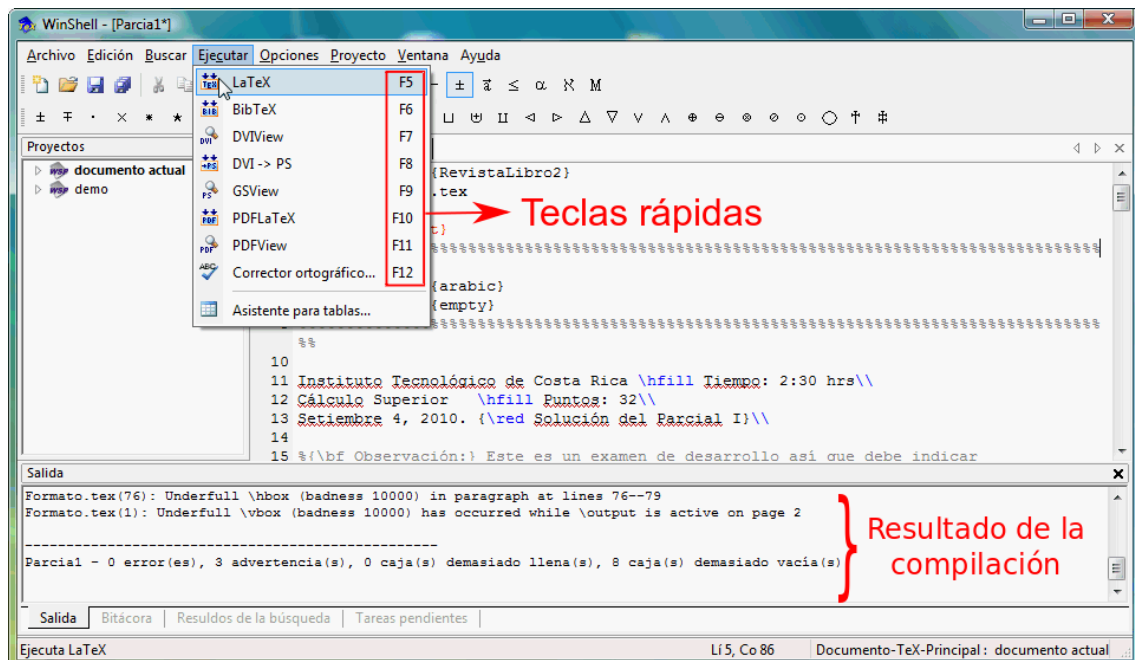 WinShell - [Parcia1*]
Archivo Edición Buscar Ejecutar Opciones Proyecto Ventana Ayuda
LaTeX F5
BibTeX F6
DVIView F7
DVI -> PS F8
GSView F9
PDFLaTeX F10
PDFView F11
Corrector ortográfico... F12
Asistente para tablas...
± a ≤ α ℵ M
± ∓ · × * ★ ⊔ ⊎ ∐ ⊲ ⊳ △ ▽ ∨ ∧ ⊕ ⊖ ⊗ ⊘ ⊙ ◯ † ‡
Proyectos
documento actual
demo
{RevistaLibro2}
.tex
t}
Teclas rápidas
%%%%%%%%%%%%%%%%%%%%%%%%%%%%%%%%%%%%%%%%%%%%%%%%%%%%%%%%%%%%%%%%%%%%%%%%
{arabic}
{empty}
%%%%%%%%%%%%%%%%%%%%%%%%%%%%%%%%%%%%%%%%%%%%%%%%%%%%%%%%%%%%%%%%%%%%%%%%
%%
10
11 Instituto Tecnológico de Costa Rica \hfill Tiempo: 2:30 hrs\\
12 Cálculo Superior \hfill Puntos: 32\\
13 Setiembre 4, 2010. {\red Solución del Parcial I}\\
14
15 %{\bf Observación:} Este es un examen de desarrollo así que debe indicar
Salida
Formato.tex(76): Underfull \hbox (badness 10000) in paragraph at lines 76--79
Formato.tex(1): Underfull \vbox (badness 10000) has occurred while \output is active on page 2
--------------------------------------------------
Parcia1 - 0 error(es), 3 advertencia(s), 0 caja(s) demasiado llena(s), 8 caja(s) demasiado vacía(s)
Resultado de la
compilación
Salida Bitácora Resuldos de la búsqueda Tareas pendientes
Ejecuta LaTeX Lí 5, Co 86 Documento-TeX-Principal : documento actual